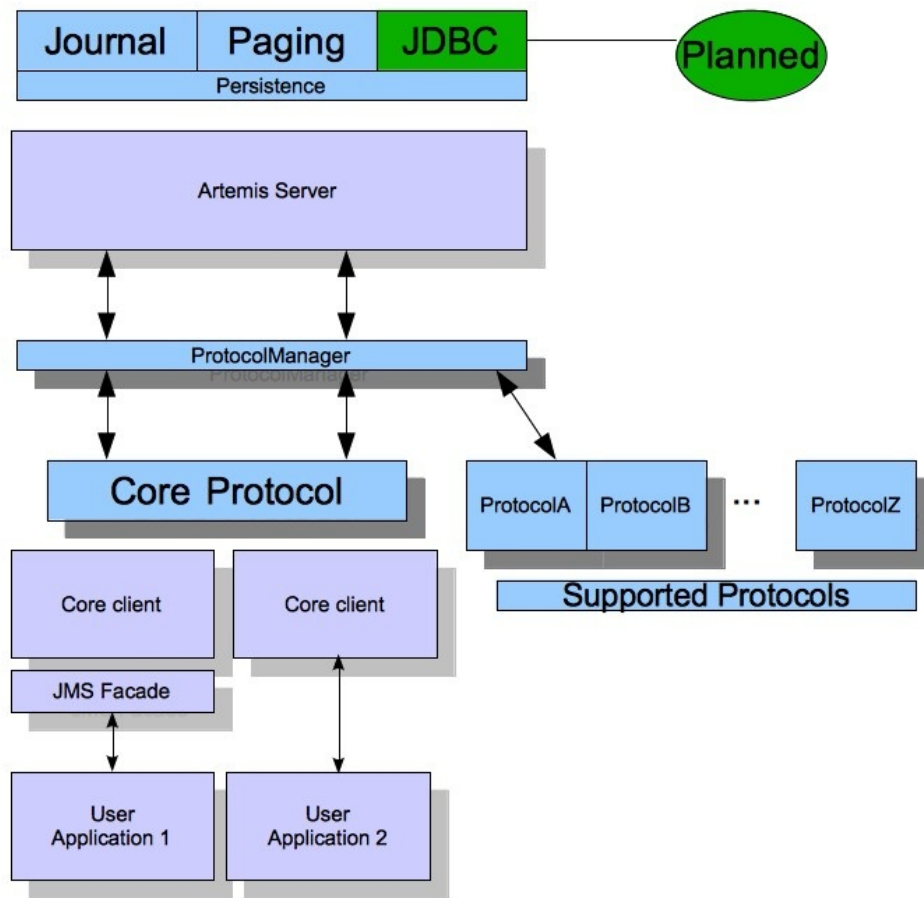 Journal
Paging
JDBC
Planned
Persistence
Artemis Server
ProtocolManager
ProtocolManager
Core Protocol
ProtocolA
ProtocolB
...
ProtocolZ
Supported Protocols
Core client
Core client
JMS Facade
User
Application 1
User
Application 2